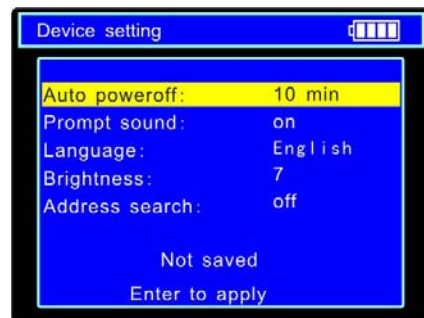 Device setting
Auto poweroff: 10 min
Prompt sound: on
Language: English
Brightness: 7
Address search: off
Not saved
Enter to apply